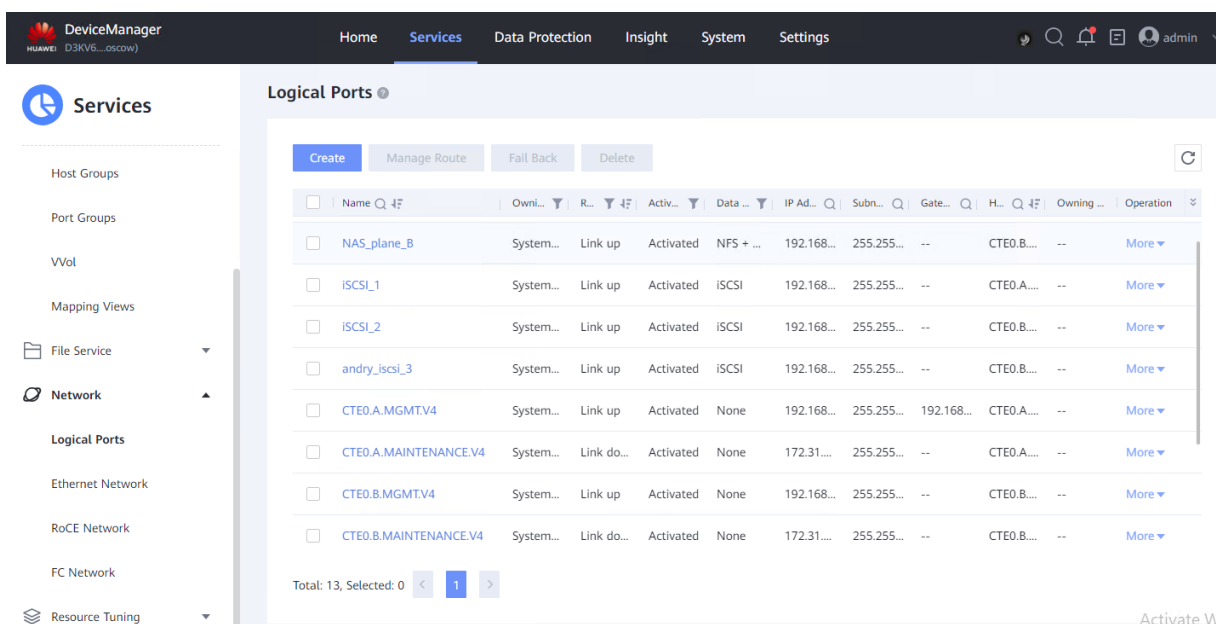 DeviceManager
HUAWEI D3KV6....oscow)
Home Services Data Protection Insight System Settings admin
Services
Host Groups
Port Groups
VVol
Mapping Views
File Service
Network
Logical Ports
Ethernet Network
RoCE Network
FC Network
Resource Tuning
Logical Ports
Create Manage Route Fail Back Delete
Name Owni... R... Activ... Data ... IP Ad... Subn... Gate... H... Owning ... Operation
NAS_plane_B System... Link up Activated NFS + ... 192.168... 255.255... -- CTE0.B.... -- More
iSCSI_1 System... Link up Activated iSCSI 192.168... 255.255... -- CTE0.A.... -- More
iSCSI_2 System... Link up Activated iSCSI 192.168... 255.255... -- CTE0.B.... -- More
andry_iscsi_3 System... Link up Activated iSCSI 192.168... 255.255... -- CTE0.B.... -- More
CTE0.A.MGMT.V4 System... Link up Activated None 192.168... 255.255... 192.168... CTE0.A.... -- More
CTE0.A.MAINTENANCE.V4 System... Link do... Activated None 172.31.... 255.255... -- CTE0.A.... -- More
CTE0.B.MGMT.V4 System... Link up Activated None 192.168... 255.255... -- CTE0.B.... -- More
CTE0.B.MAINTENANCE.V4 System... Link do... Activated None 172.31.... 255.255... -- CTE0.B.... -- More
Total: 13, Selected: 0 < 1 >
Activate W